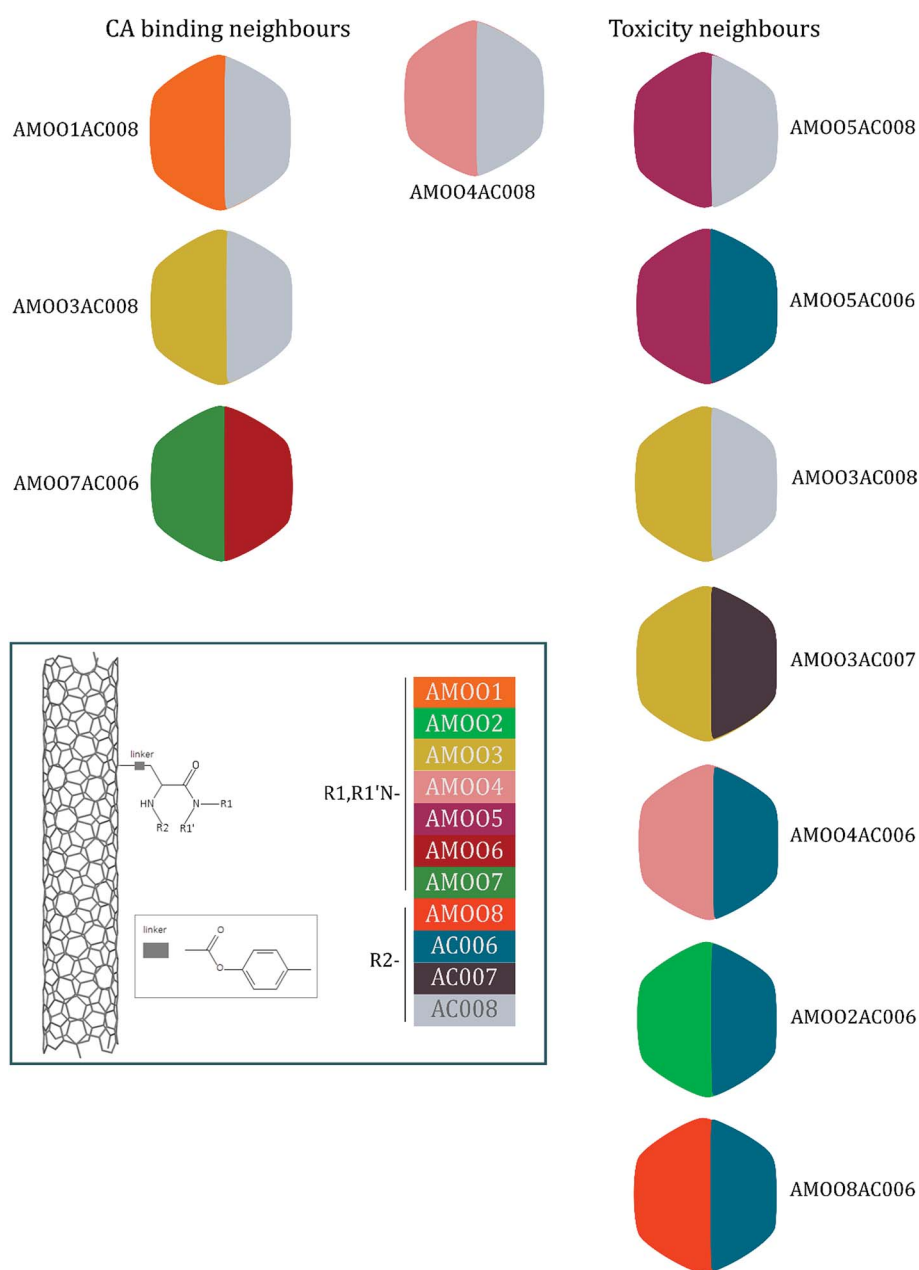 CA binding neighbours
Toxicity neighbours
AMOO1AC008
AMOO4AC008
AMOO5AC008
AMOO3AC008
AMOO5AC006
AMOO7AC006
AMOO3AC008
AMOO3AC007
AMOO4AC006
AMOO2AC006
AMOO8AC006
linker
O
HN
N
R1
R2
R1'
linker
O
O
R1,R1'N-
R2-
AMOO1
AMOO2
AMOO3
AMOO4
AMOO5
AMOO6
AMOO7
AMOO8
AC006
AC007
AC008